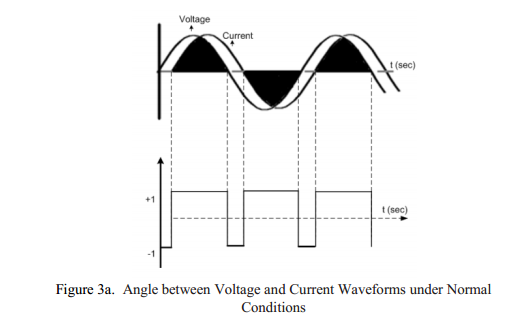 Voltage
Current
t (sec)
+1
t (sec)
-1
Figure 3a. Angle between Voltage and Current Waveforms under Normal
Conditions